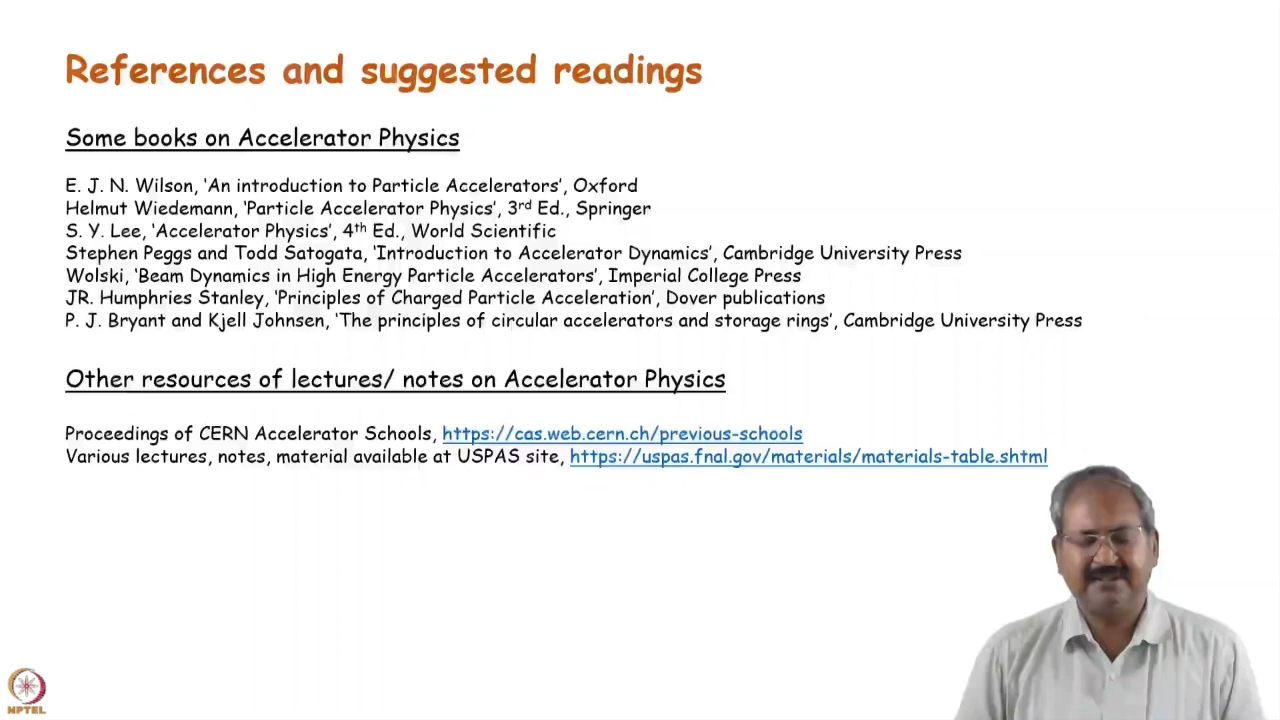 References and suggested readings
Some books on Accelerator Physics
E. J. N. Wilson, ‘An introduction to Particle Accelerators’, Oxford
Helmut Wiedemann, ‘Particle Accelerator Physics’, 3rd Ed., Springer
S. Y. Lee, ‘Accelerator Physics’, 4th Ed., World Scientific
Stephen Peggs and Todd Satogata, ‘Introduction to Accelerator Dynamics’, Cambridge University Press
Wolski, ‘Beam Dynamics in High Energy Particle Accelerators’, Imperial College Press
JR. Humphries Stanley, ‘Principles of Charged Particle Acceleration’, Dover publications
P. J. Bryant and Kjell Johnsen, ‘The principles of circular accelerators and storage rings’, Cambridge University Press
Other resources of lectures/ notes on Accelerator Physics
Proceedings of CERN Accelerator Schools, https://cas.web.cern.ch/previous-schools
Various lectures, notes, material available at USPAS site, https://uspas.fnal.gov/materials/materials-table.shtml
NPTEL